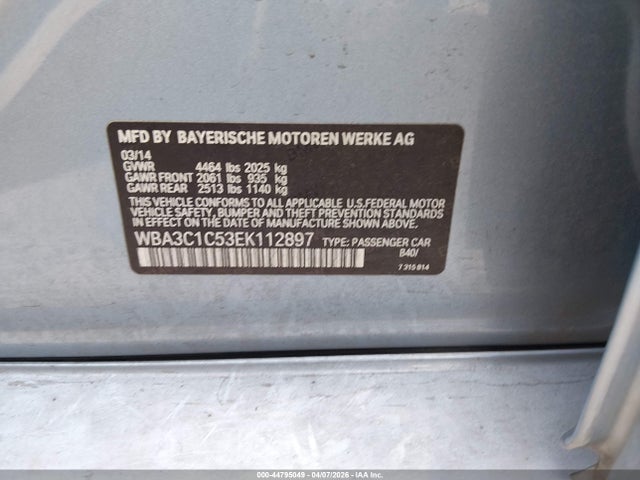 MFD BY BAYERISCHE MOTOREN WERKE AG
03/14
GVWR 4464 lbs 2025 kg
GAWR FRONT 2061 lbs 935 kg
GAWR REAR 2513 lbs 1140 kg
THIS VEHICLE CONFORMS TO ALL APPLICABLE U.S.FEDERAL MOTOR
VEHICLE SAFETY, BUMPER AND THEFT PREVENTION STANDARDS
IN EFFECT ON THE DATE OF MANUFACTURE SHOWN ABOVE.
WBA3C1C53EK112897 TYPE: PASSENGER CAR
B40/
7 315 814
000-44795049 04/07/2026 IAA Inc.